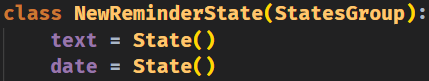 class NewReminderState(StatesGroup):
    text = State()
    date = State()